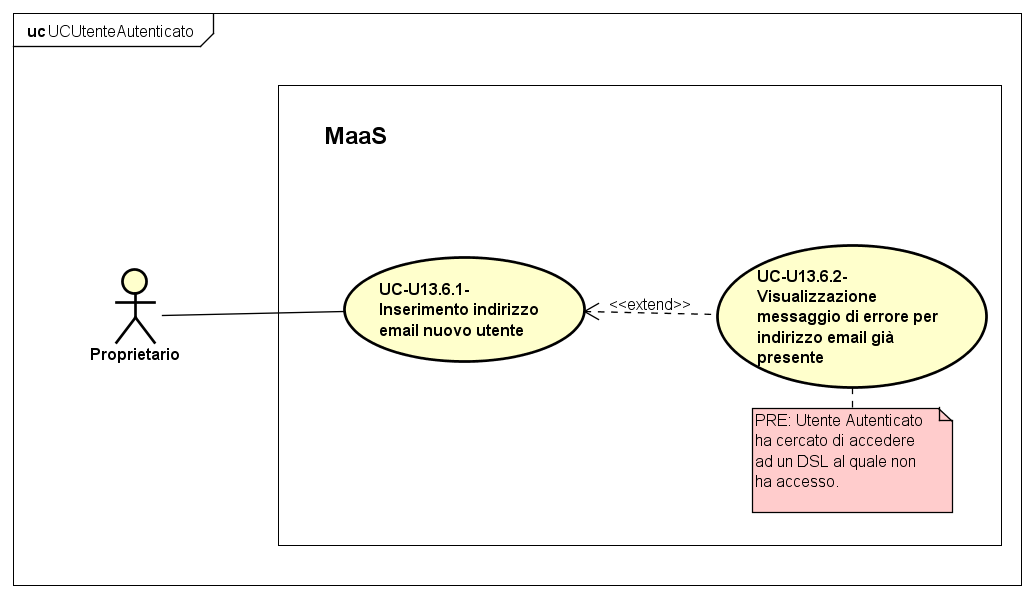 uc UCUtenteAutenticato
MaaS
Proprietario
UC-U13.6.1-
Inserimento indirizzo
email nuovo utente
<<extend>>
UC-U13.6.2-
Visualizzazione
messaggio di errore per
indirizzo email già
presente
PRE: Utente Autenticato
ha cercato di accedere
ad un DSL al quale non
ha accesso.